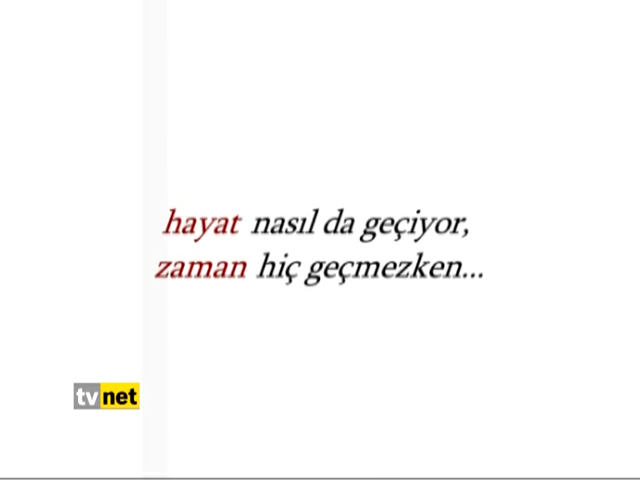 hayat nasıl da geçiyor,
zaman hiç geçmezken...
tvnet